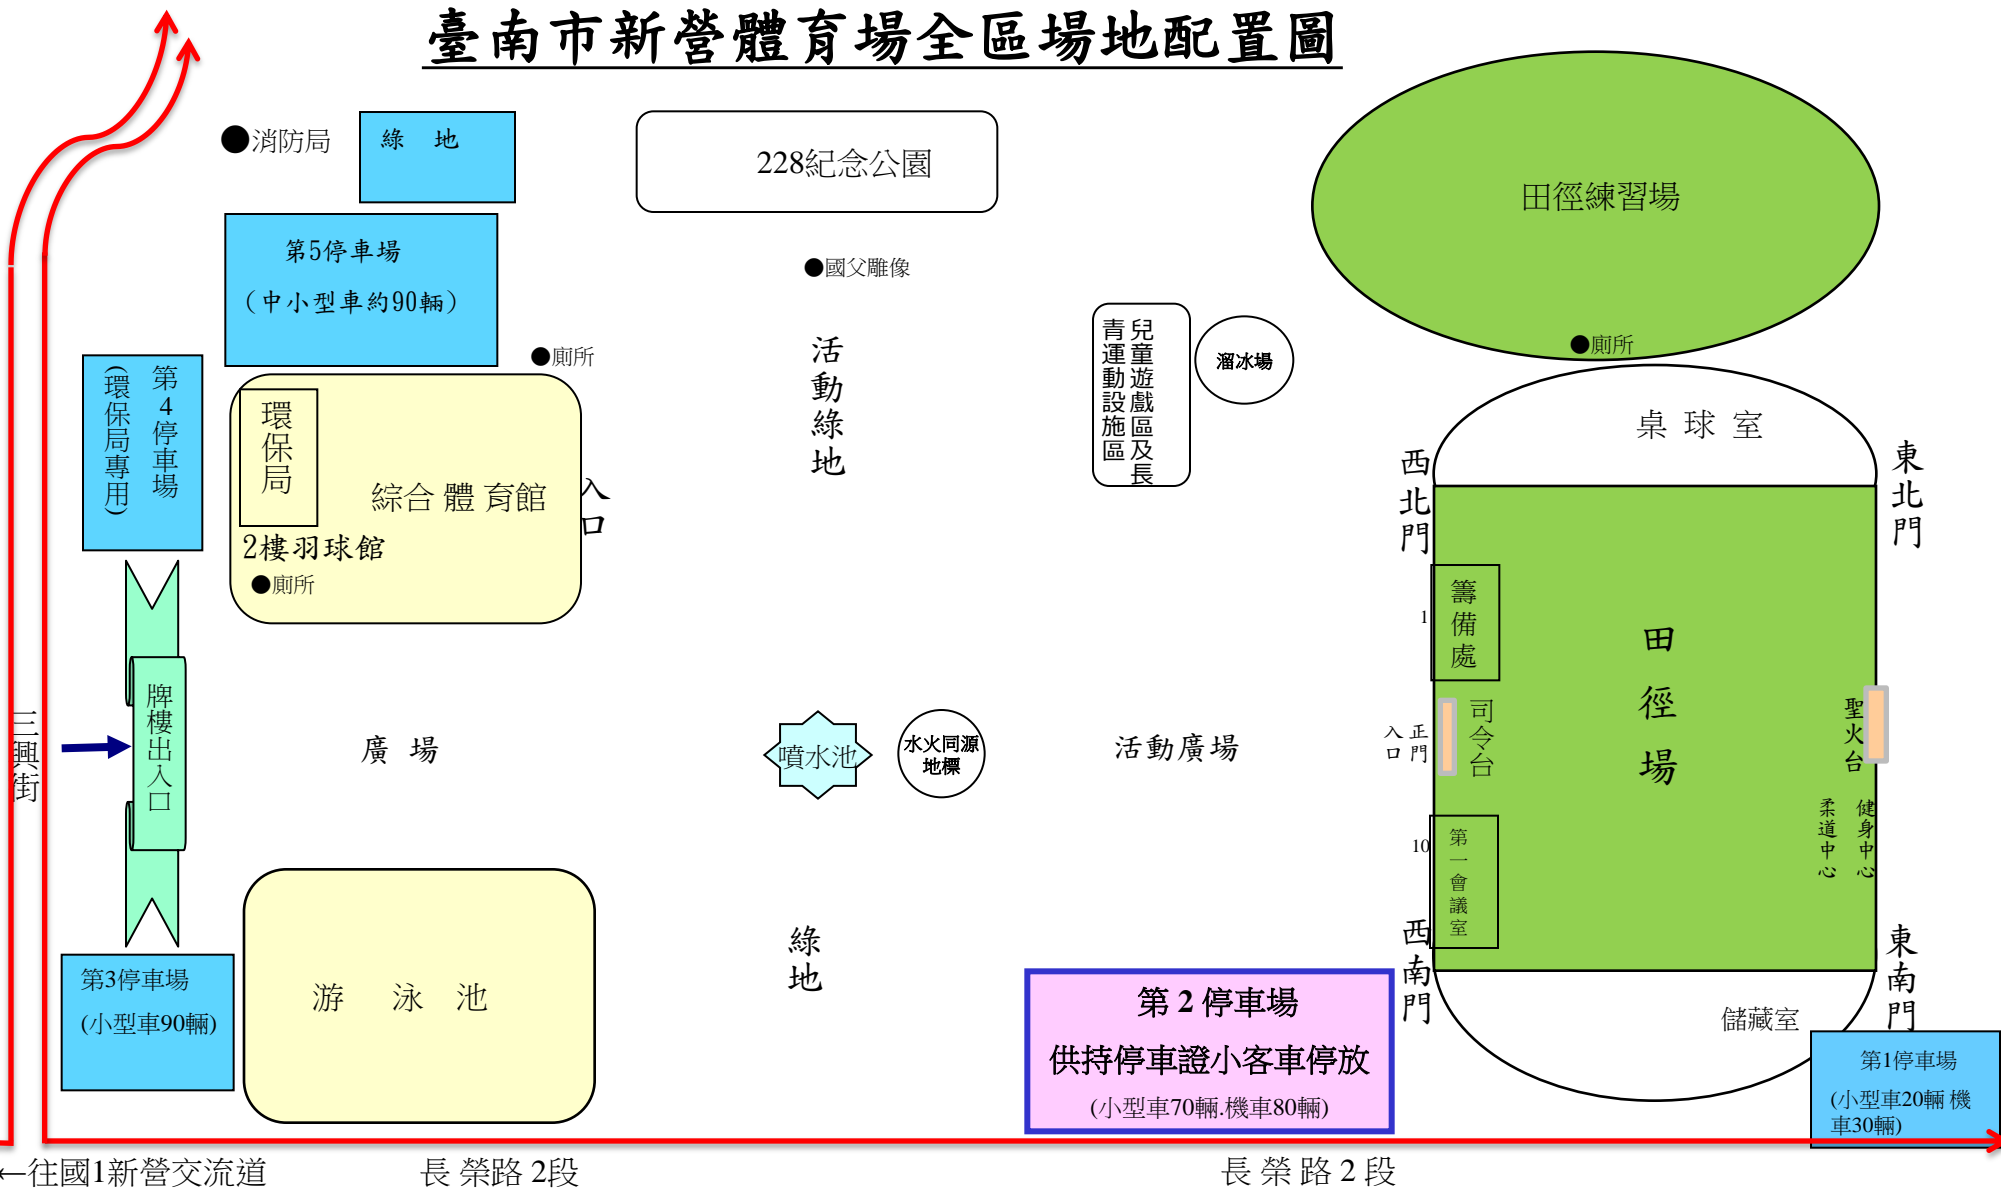 臺南市新營體育場全區場地配置圖
●消防局
綠 地
228紀念公園
田徑練習場
第5停車場
(中小型車約90輛)
●國父雕像
●廁所
●廁所
活動綠地
兒童遊戲區及長
青運動設施區
溜冰場
第4停車場
(環保局專用)
環保局
綜合 體 育館
入口
2樓羽球館
●廁所
桌 球 室
西北門
東北門
籌備處
1
田徑場
牌樓出入口
三興街
廣 場
噴水池
水火同源
地標
活動廣場
正門
入口
司令台
聖火台
健身中心
柔道中心
10
第一會議室
西南門
東南門
綠地
第3停車場
(小型車90輛)
游 泳 池
第 2 停車場
供持停車證小客車停放
(小型車70輛.機車80輛)
儲藏室
第1停車場
(小型車20輛 機
車30輛)
←往國1新營交流道
長 榮路 2段
長 榮 路 2 段